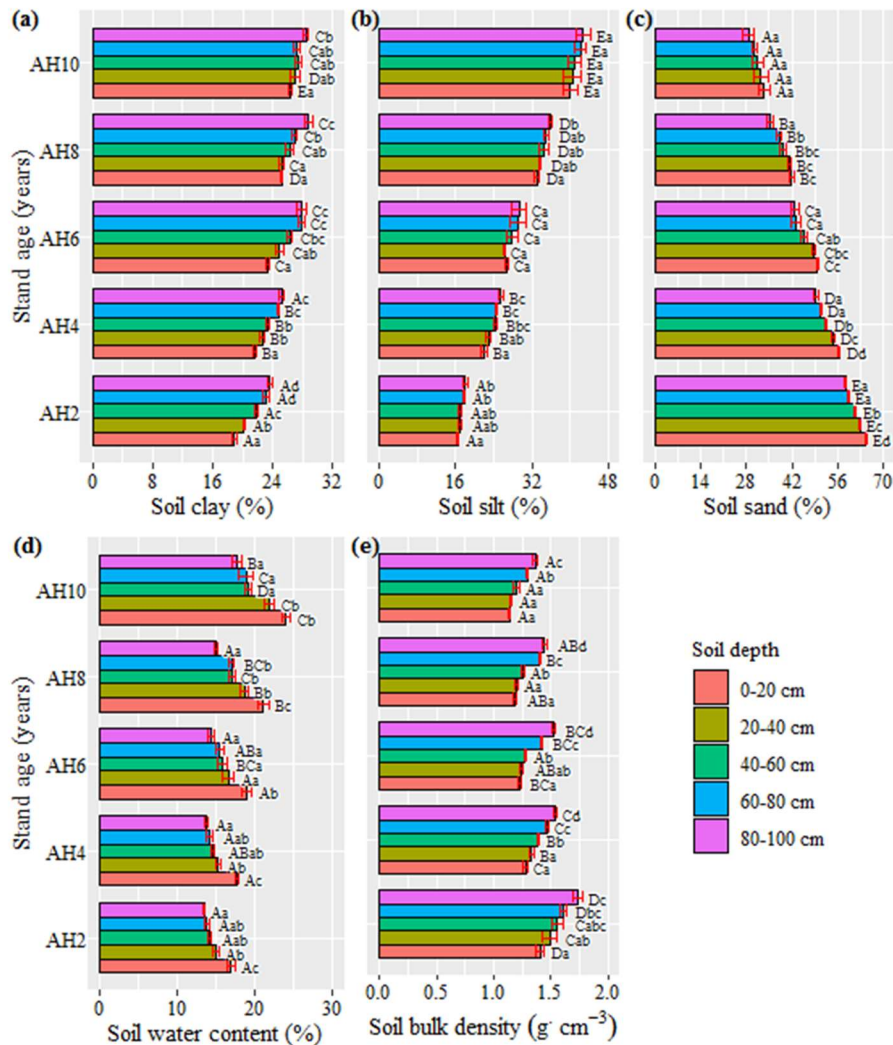 (a)
(b)
(c)
Stand age (years)
AH10
AH8
AH6
AH4
AH2
Cb
Cab
Cab
Dab
Ea
Cc
Cb
Cab
Ca
Da
Cc
Cc
Cbc
Cab
Ca
Ac
Bc
Bb
Bb
Ba
Ad
Ad
Ac
Ab
Aa
0 8 16 24 32
Soil clay (%)
Ea
Ea
Ea
Ea
Ea
Db
Dab
Dab
Dab
Da
Ca
Ca
Ca
Ca
Ca
Bc
Bc
Bbc
Bab
Ba
Ab
Ab
Aab
Aab
Aa
0 16 32 48
Soil silt (%)
Aa
Aa
Aa
Aa
Aa
Ba
Bb
Bbc
Bc
Bc
Ca
Ca
Cab
Cbc
Cc
Da
Da
Db
Dc
Dd
Ea
Ea
Eb
Ec
Ed
0 14 28 42 56 70
Soil sand (%)
(d)
(e)
Stand age (years)
AH10
AH8
AH6
AH4
AH2
Ba
Ca
Da
Cb
Cb
Aa
BCb
Cb
Bb
Bc
Aa
ABa
BCa
Aa
Ab
Aa
Aab
ABab
Ab
Ac
Aa
Aab
Aab
Ab
Ac
0 10 20 30
Soil water content (%)
Ac
Ab
Aa
Aa
Aa
ABd
Bc
Ab
Aa
ABa
BCd
BCc
Ab
ABab
BCa
Cd
Cc
Bb
Ba
Ca
Dc
Dbc
Cabc
Cab
Da
0.0 0.5 1.0 1.5 2.0
Soil bulk density (g· cm⁻³)
Soil depth
0-20 cm
20-40 cm
40-60 cm
60-80 cm
80-100 cm